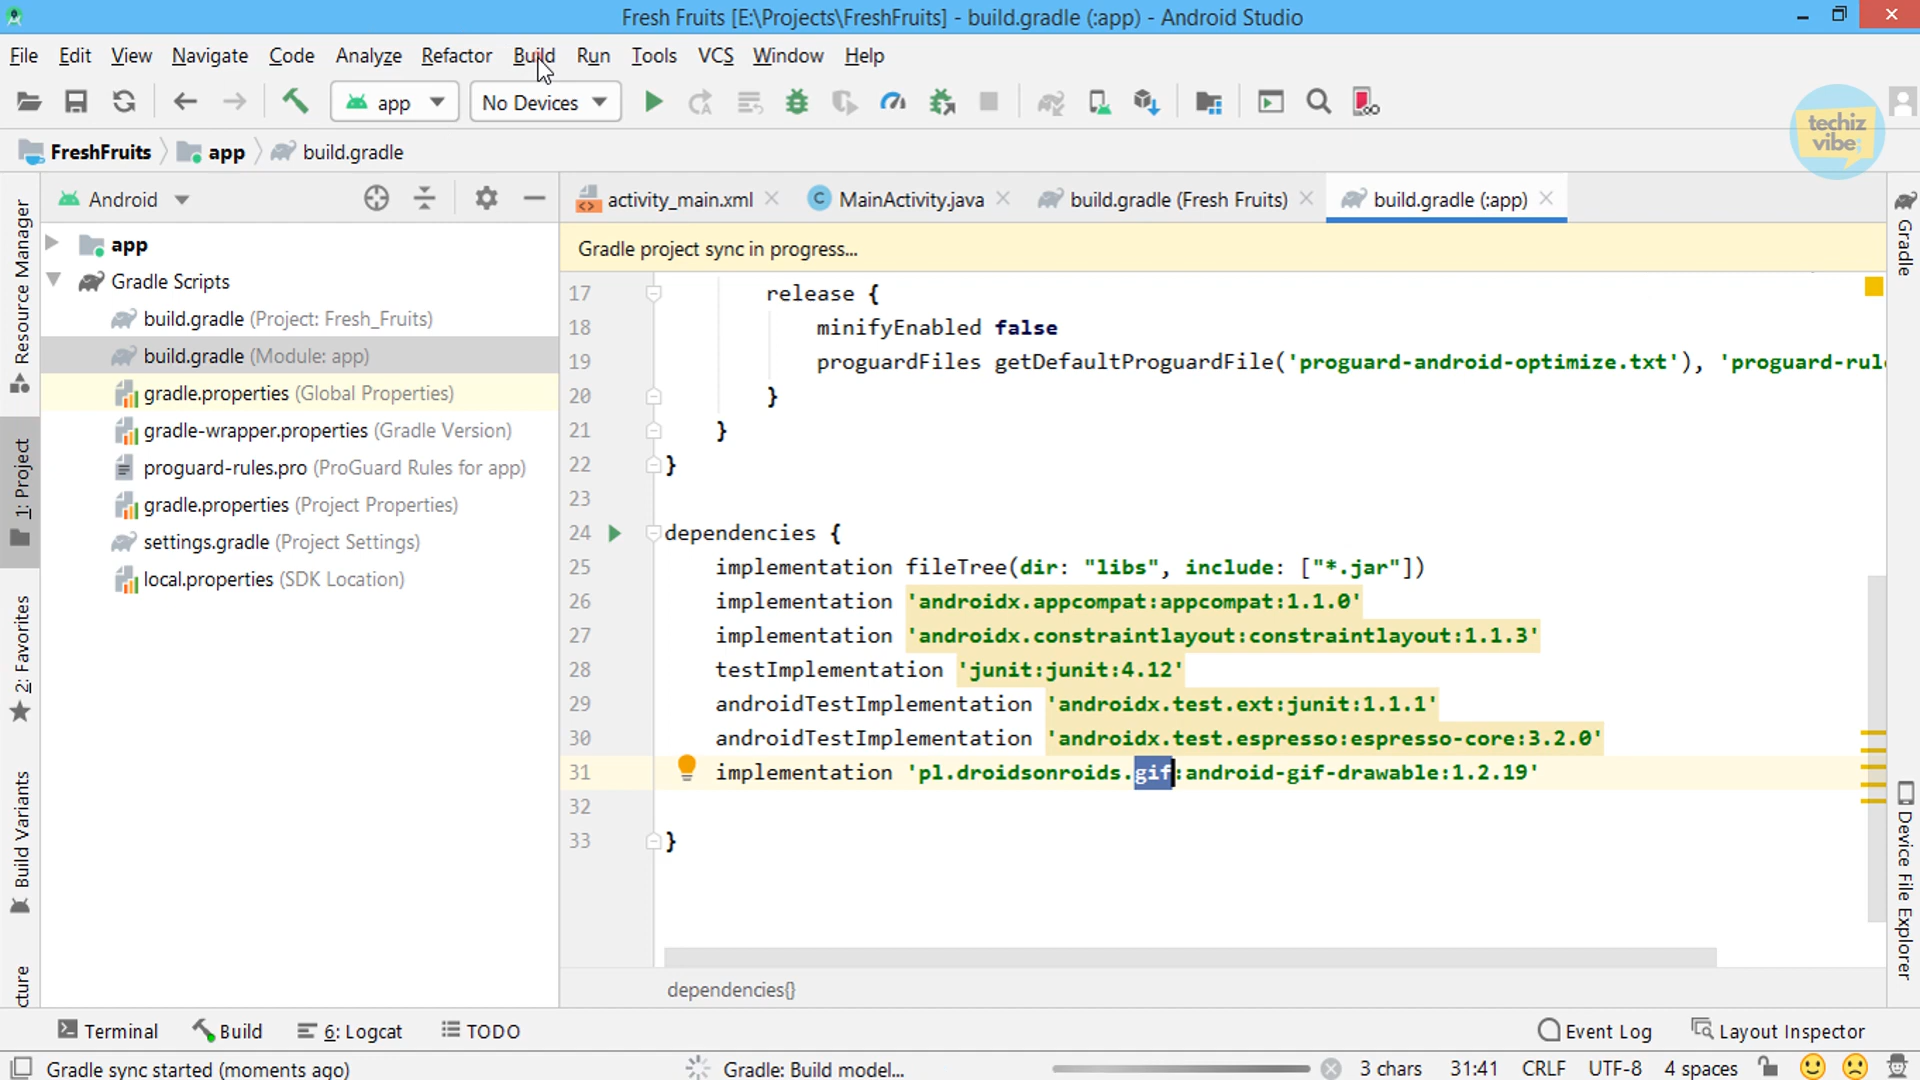 Fresh Fruits [E:\Projects\FreshFruits] - build.gradle (:app) - Android Studio
File Edit View Navigate Code Analyze Refactor Build Run Tools VCS Window Help
app No Devices
techiz vibe;
FreshFruits app build.gradle
Android
activity_main.xml MainActivity.java build.gradle (Fresh Fruits) build.gradle (:app)
Gradle project sync in progress...
app
Gradle Scripts
build.gradle (Project: Fresh_Fruits)
build.gradle (Module: app)
gradle.properties (Global Properties)
gradle-wrapper.properties (Gradle Version)
proguard-rules.pro (ProGuard Rules for app)
gradle.properties (Project Properties)
settings.gradle (Project Settings)
local.properties (SDK Location)
Resource Manager
1: Project
2: Favorites
Build Variants
cture
17 release {
18 minifyEnabled false
19 proguardFiles getDefaultProguardFile('proguard-android-optimize.txt'), 'proguard-rul
20 }
21 }
22 }
23
24 dependencies {
25 implementation fileTree(dir: "libs", include: ["*.jar"])
26 implementation 'androidx.appcompat:appcompat:1.1.0'
27 implementation 'androidx.constraintlayout:constraintlayout:1.1.3'
28 testImplementation 'junit:junit:4.12'
29 androidTestImplementation 'androidx.test.ext:junit:1.1.1'
30 androidTestImplementation 'androidx.test.espresso:espresso-core:3.2.0'
31 implementation 'pl.droidsonroids.gif:android-gif-drawable:1.2.19'
32
33 }
dependencies{}
Gradle
Device File Explorer
Terminal Build 6: Logcat TODO Event Log Layout Inspector
Gradle sync started (moments ago) Gradle: Build model... 3 chars 31:41 CRLF UTF-8 4 spaces